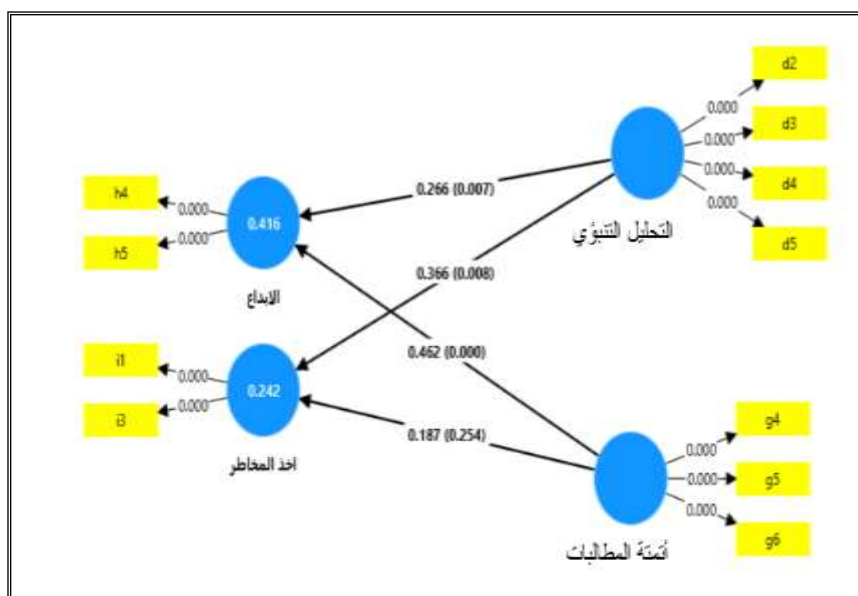 d2
0.000
d3
0.000
0.000
d4
0.000
d5
التحليل التنبؤي
h4
0.000
0.000
h5
0.416
الابداع
0.266 (0.007)
0.366 (0.008)
0.462 (0.000)
0.187 (0.254)
i1
0.000
0.000
i3
0.242
اخذ المخاطر
g4
0.000
0.000
g5
0.000
g6
أتمتة المطالبات